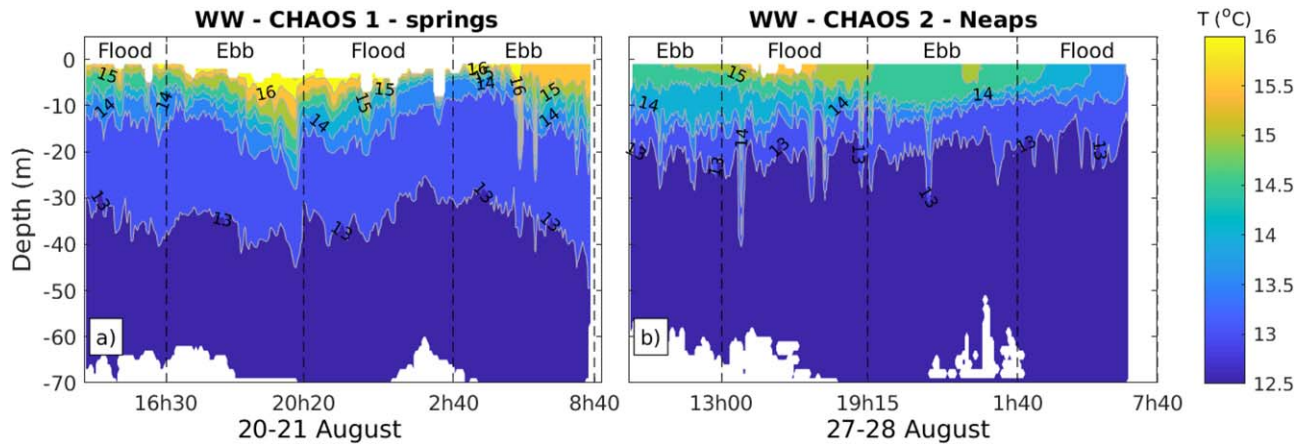 WW - CHAOS 1 - springs
WW - CHAOS 2 - Neaps
T (°C)
Flood Ebb Flood Ebb
Ebb Flood Ebb Flood
0
-10
-20
-30
-40
-50
-60
-70
Depth (m)
15 14 14 16 15 15 14 16 15 14 16 15 14
13 13 13 13
a)
15 14 14 14 14
13 13 13 13 13 13 13
b)
16
15.5
15
14.5
14
13.5
13
12.5
16h30 20h20 2h40 8h40
13h00 19h15 1h40 7h40
20-21 August
27-28 August